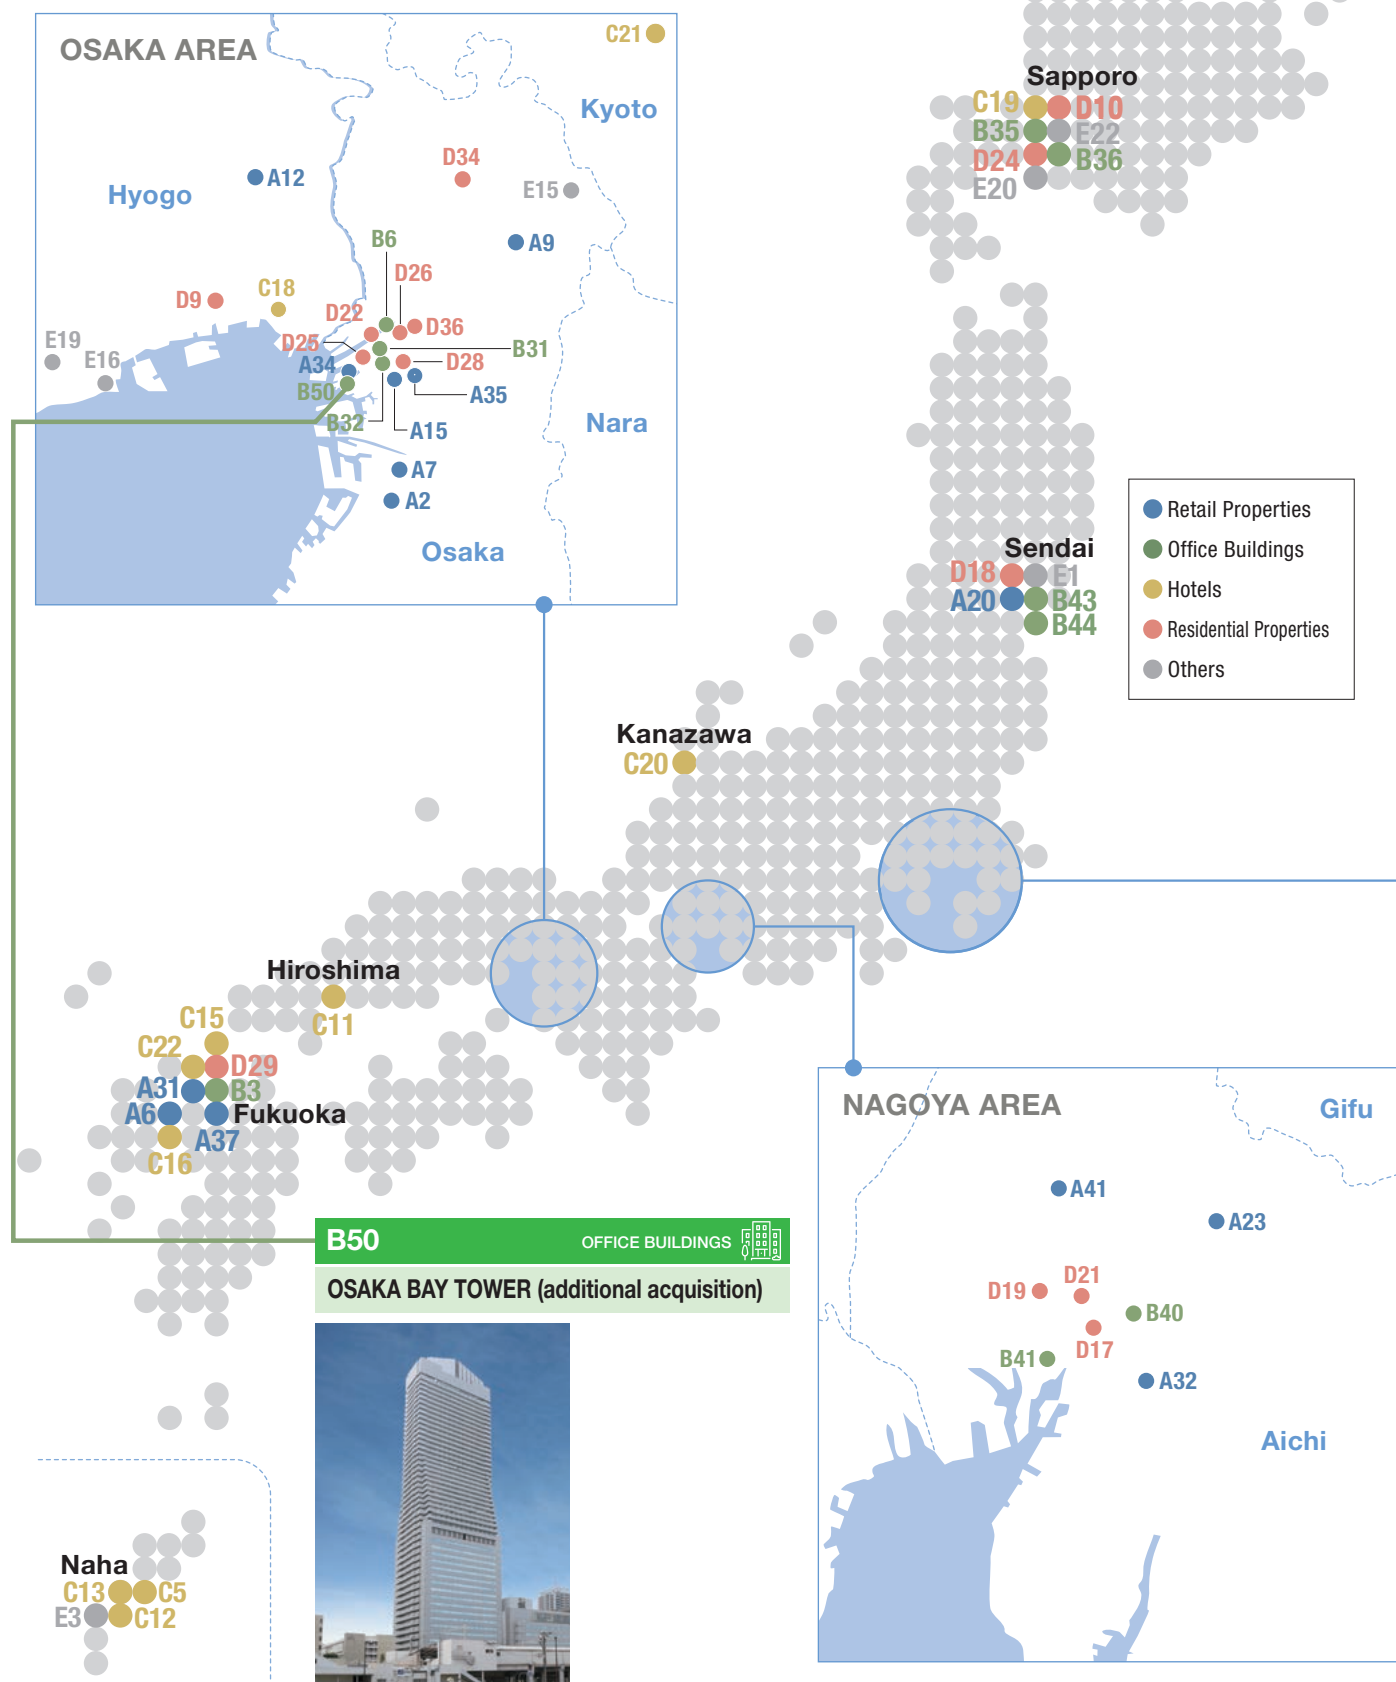 OSAKA AREA
C21
Kyoto
D34
A12
E15
Hyogo
B6
A9
D26
C18
D9
D22
D36
E19
D25
B31
E16
A34
D28
B50
A35
B32
A15
Nara
A7
A2
Osaka
Sapporo
C19
D10
B35
E22
D24
B36
E20
Retail Properties
Office Buildings
Hotels
Residential Properties
Others
Sendai
D18
E1
A20
B43
B44
Kanazawa
C20
Hiroshima
C11
C15
C22
D29
A31
B3
A6
Fukuoka
A37
C16
NAGOYA AREA
Gifu
A41
A23
D21
D19
B40
D17
B41
A32
Aichi
B50
OFFICE BUILDINGS
OSAKA BAY TOWER (additional acquisition)
Naha
C13
C5
E3
C12